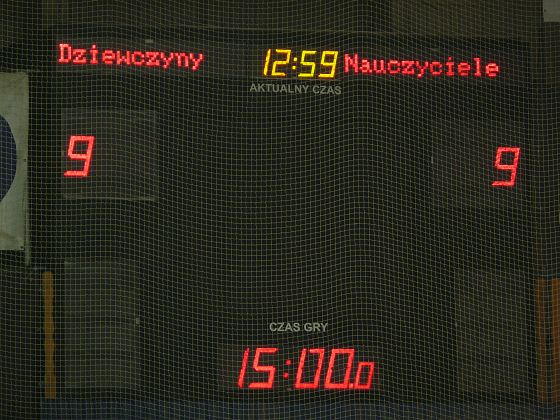 Dziewczyny 12:59 Nauczyciele
AKTUALNY CZAS
9 9
CZAS GRY
15:00.0